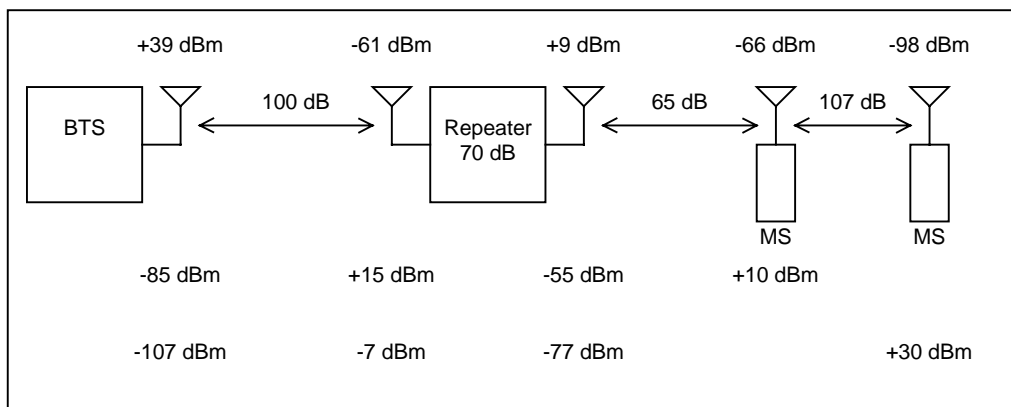 +39 dBm -61 dBm +9 dBm -66 dBm -98 dBm
100 dB 65 dB 107 dB
BTS Repeater
70 dB
MS MS
-85 dBm +15 dBm -55 dBm +10 dBm
-107 dBm -7 dBm -77 dBm +30 dBm